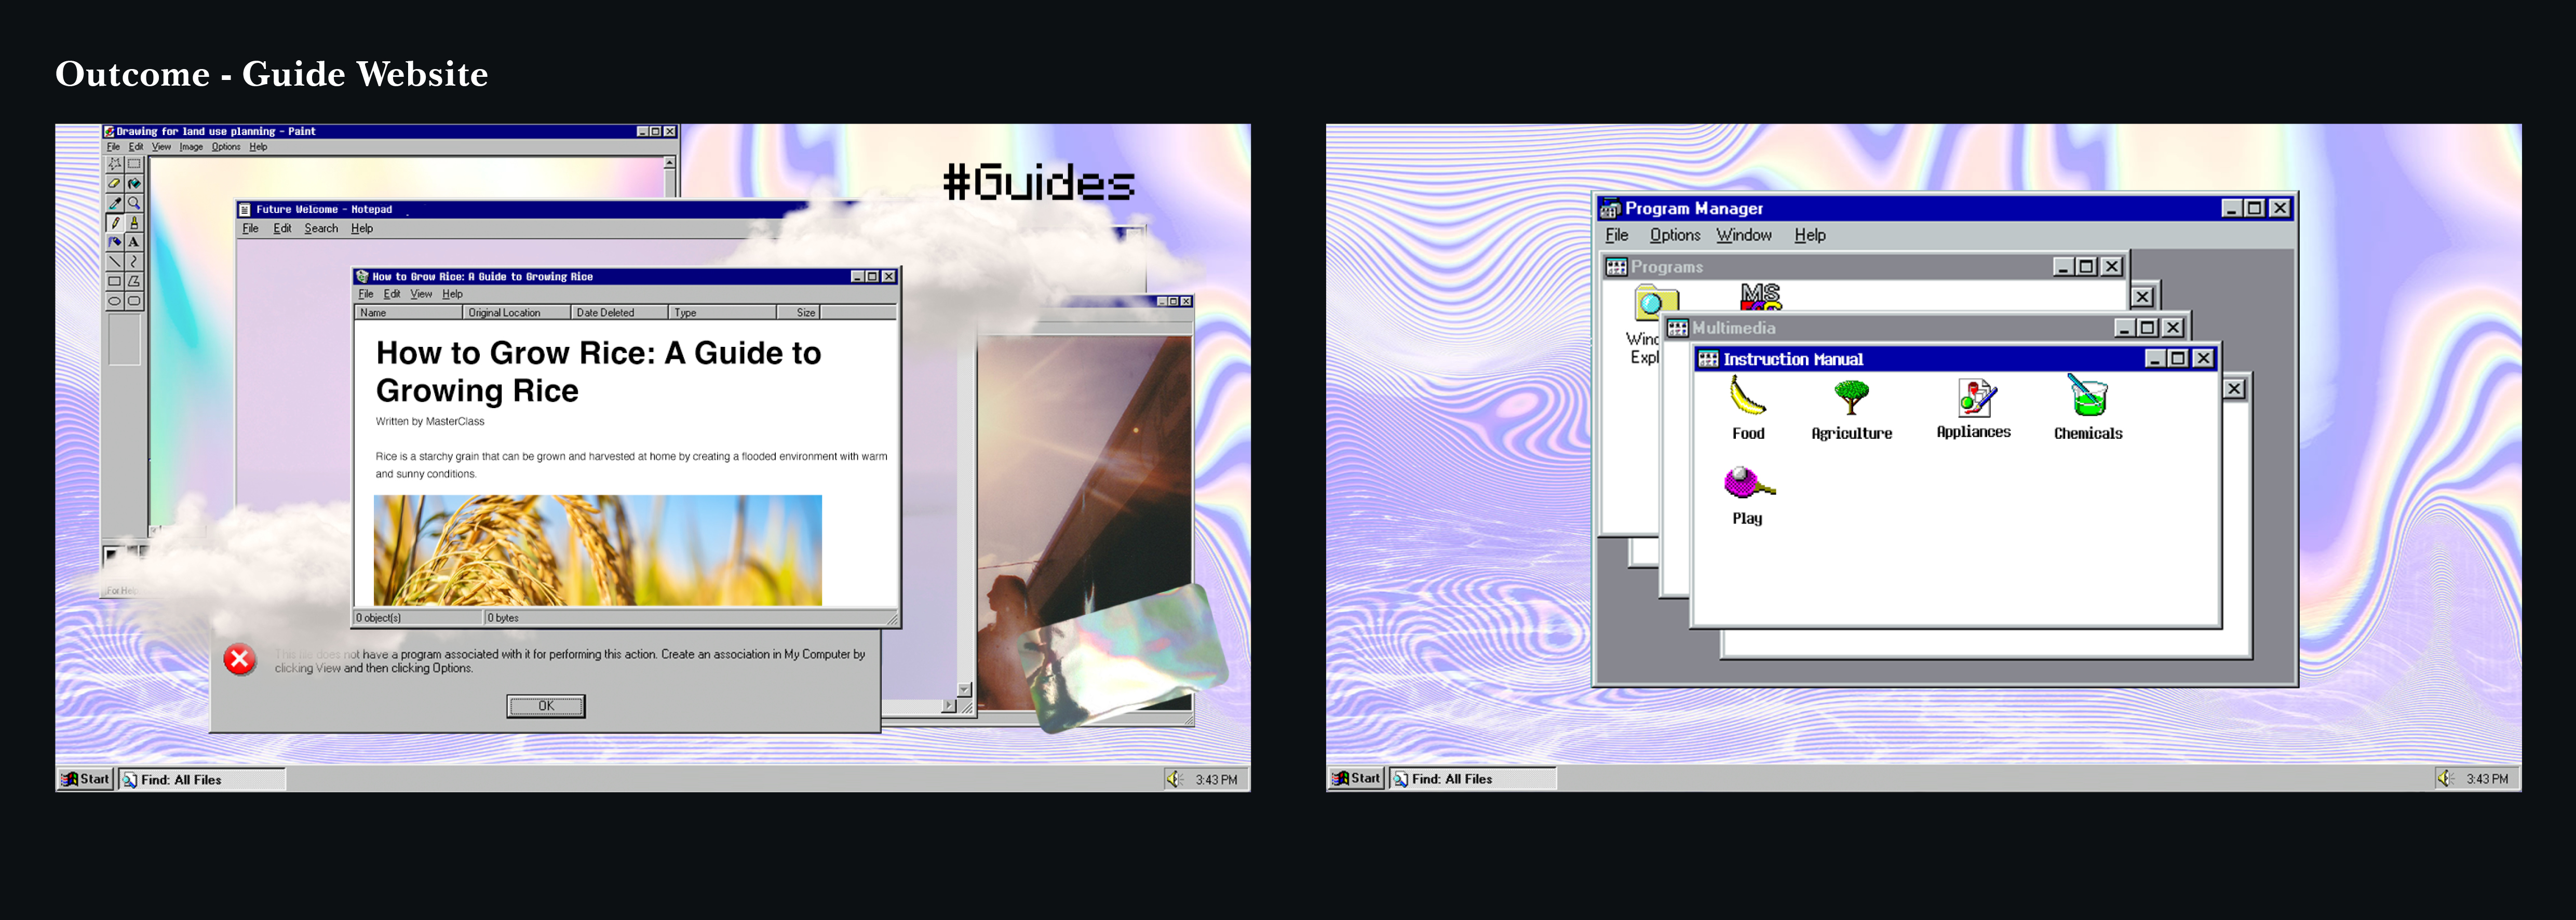 Outcome - Guide Website
Drawing for land use planning - Paint
File Edit View Image Options Help
#Guides
Future Welcome - Notepad
File Edit Search Help
How to Grow Rice: A Guide to Growing Rice
File Edit View Help
Name Original Location Date Deleted Type Size
How to Grow Rice: A Guide to
Growing Rice
Written by MasterClass
Rice is a starchy grain that can be grown and harvested at home by creating a flooded environment with warm
and sunny conditions.
A
For Help
0 object(s) 0 bytes
This file does not have a program associated with it for performing this action. Create an association in My Computer by
clicking View and then clicking Options.
OK
Start Find: All Files 3:43 PM
Program Manager
File Options Window Help
Programs
MS
Wind
Expl
Multimedia
Instruction Manual
Food Agriculture Appliances Chemicals
Play
Start Find: All Files 3:43 PM